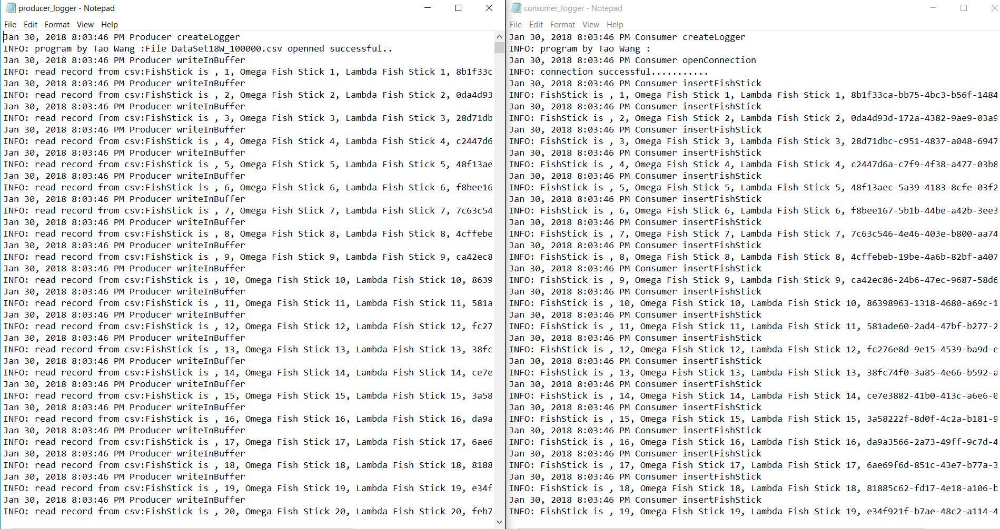 producer_logger - Notepad
File Edit Format View Help
Jan 30, 2018 8:03:46 PM Producer createLogger
INFO: program by Tao Wang :File DataSet18W_100000.csv openned successful..
Jan 30, 2018 8:03:46 PM Producer writeInBuffer
INFO: read record from csv:FishStick is , 1, Omega Fish Stick 1, Lambda Fish Stick 1, 8b1f33c
Jan 30, 2018 8:03:46 PM Producer writeInBuffer
INFO: read record from csv:FishStick is , 2, Omega Fish Stick 2, Lambda Fish Stick 2, 0da4d93
Jan 30, 2018 8:03:46 PM Producer writeInBuffer
INFO: read record from csv:FishStick is , 3, Omega Fish Stick 3, Lambda Fish Stick 3, 28d71db
Jan 30, 2018 8:03:46 PM Producer writeInBuffer
INFO: read record from csv:FishStick is , 4, Omega Fish Stick 4, Lambda Fish Stick 4, c2447d6
Jan 30, 2018 8:03:46 PM Producer writeInBuffer
INFO: read record from csv:FishStick is , 5, Omega Fish Stick 5, Lambda Fish Stick 5, 48f13ae
Jan 30, 2018 8:03:46 PM Producer writeInBuffer
INFO: read record from csv:FishStick is , 6, Omega Fish Stick 6, Lambda Fish Stick 6, f8bee16
Jan 30, 2018 8:03:46 PM Producer writeInBuffer
INFO: read record from csv:FishStick is , 7, Omega Fish Stick 7, Lambda Fish Stick 7, 7c63c54
Jan 30, 2018 8:03:46 PM Producer writeInBuffer
INFO: read record from csv:FishStick is , 8, Omega Fish Stick 8, Lambda Fish Stick 8, 4cffebe
Jan 30, 2018 8:03:46 PM Producer writeInBuffer
INFO: read record from csv:FishStick is , 9, Omega Fish Stick 9, Lambda Fish Stick 9, ca42ec8
Jan 30, 2018 8:03:46 PM Producer writeInBuffer
INFO: read record from csv:FishStick is , 10, Omega Fish Stick 10, Lambda Fish Stick 10, 8639
Jan 30, 2018 8:03:46 PM Producer writeInBuffer
INFO: read record from csv:FishStick is , 11, Omega Fish Stick 11, Lambda Fish Stick 11, 581a
Jan 30, 2018 8:03:46 PM Producer writeInBuffer
INFO: read record from csv:FishStick is , 12, Omega Fish Stick 12, Lambda Fish Stick 12, fc27
Jan 30, 2018 8:03:46 PM Producer writeInBuffer
INFO: read record from csv:FishStick is , 13, Omega Fish Stick 13, Lambda Fish Stick 13, 38fc
Jan 30, 2018 8:03:46 PM Producer writeInBuffer
INFO: read record from csv:FishStick is , 14, Omega Fish Stick 14, Lambda Fish Stick 14, ce7e
Jan 30, 2018 8:03:46 PM Producer writeInBuffer
INFO: read record from csv:FishStick is , 15, Omega Fish Stick 15, Lambda Fish Stick 15, 3a58
Jan 30, 2018 8:03:46 PM Producer writeInBuffer
INFO: read record from csv:FishStick is , 16, Omega Fish Stick 16, Lambda Fish Stick 16, da9a
Jan 30, 2018 8:03:46 PM Producer writeInBuffer
INFO: read record from csv:FishStick is , 17, Omega Fish Stick 17, Lambda Fish Stick 17, 6ae6
Jan 30, 2018 8:03:46 PM Producer writeInBuffer
INFO: read record from csv:FishStick is , 18, Omega Fish Stick 18, Lambda Fish Stick 18, 8188
Jan 30, 2018 8:03:46 PM Producer writeInBuffer
INFO: read record from csv:FishStick is , 19, Omega Fish Stick 19, Lambda Fish Stick 19, e34f
Jan 30, 2018 8:03:46 PM Producer writeInBuffer
INFO: read record from csv:FishStick is , 20, Omega Fish Stick 20, Lambda Fish Stick 20, feb7
consumer_logger - Notepad
File Edit Format View Help
Jan 30, 2018 8:03:46 PM Consumer createLogger
INFO: program by Tao Wang :
Jan 30, 2018 8:03:46 PM Consumer openConnection
INFO: connection successful...........
Jan 30, 2018 8:03:46 PM Consumer insertFishStick
INFO: FishStick is , 1, Omega Fish Stick 1, Lambda Fish Stick 1, 8b1f33ca-bb75-4bc3-b56f-1484
Jan 30, 2018 8:03:46 PM Consumer insertFishStick
INFO: FishStick is , 2, Omega Fish Stick 2, Lambda Fish Stick 2, 0da4d93d-172a-4382-9ae9-03a9
Jan 30, 2018 8:03:46 PM Consumer insertFishStick
INFO: FishStick is , 3, Omega Fish Stick 3, Lambda Fish Stick 3, 28d71dbc-c951-4837-a048-6947
Jan 30, 2018 8:03:46 PM Consumer insertFishStick
INFO: FishStick is , 4, Omega Fish Stick 4, Lambda Fish Stick 4, c2447d6a-c7f9-4f38-a477-03b8
Jan 30, 2018 8:03:46 PM Consumer insertFishStick
INFO: FishStick is , 5, Omega Fish Stick 5, Lambda Fish Stick 5, 48f13aec-5a39-4183-8cfe-03f2
Jan 30, 2018 8:03:46 PM Consumer insertFishStick
INFO: FishStick is , 6, Omega Fish Stick 6, Lambda Fish Stick 6, f8bee167-5b1b-44be-a42b-3ee3
Jan 30, 2018 8:03:46 PM Consumer insertFishStick
INFO: FishStick is , 7, Omega Fish Stick 7, Lambda Fish Stick 7, 7c63c546-4e46-403e-b800-aa74
Jan 30, 2018 8:03:46 PM Consumer insertFishStick
INFO: FishStick is , 8, Omega Fish Stick 8, Lambda Fish Stick 8, 4cffebeb-19be-4a6b-82bf-a407
Jan 30, 2018 8:03:46 PM Consumer insertFishStick
INFO: FishStick is , 9, Omega Fish Stick 9, Lambda Fish Stick 9, ca42ec86-24b6-47ec-9687-58d6
Jan 30, 2018 8:03:46 PM Consumer insertFishStick
INFO: FishStick is , 10, Omega Fish Stick 10, Lambda Fish Stick 10, 86398963-1318-4680-a69c-1
Jan 30, 2018 8:03:46 PM Consumer insertFishStick
INFO: FishStick is , 11, Omega Fish Stick 11, Lambda Fish Stick 11, 581ade60-2ad4-47bf-b277-2
Jan 30, 2018 8:03:46 PM Consumer insertFishStick
INFO: FishStick is , 12, Omega Fish Stick 12, Lambda Fish Stick 12, fc276e8d-9e15-4539-ba9d-e
Jan 30, 2018 8:03:46 PM Consumer insertFishStick
INFO: FishStick is , 13, Omega Fish Stick 13, Lambda Fish Stick 13, 38fc74f0-3a85-4e66-b592-a
Jan 30, 2018 8:03:46 PM Consumer insertFishStick
INFO: FishStick is , 14, Omega Fish Stick 14, Lambda Fish Stick 14, ce7e3882-41b0-413c-a6e6-0
Jan 30, 2018 8:03:46 PM Consumer insertFishStick
INFO: FishStick is , 15, Omega Fish Stick 15, Lambda Fish Stick 15, 3a58222f-8d0f-4c2a-b181-9
Jan 30, 2018 8:03:46 PM Consumer insertFishStick
INFO: FishStick is , 16, Omega Fish Stick 16, Lambda Fish Stick 16, da9a3566-2a73-49ff-9c7d-4
Jan 30, 2018 8:03:46 PM Consumer insertFishStick
INFO: FishStick is , 17, Omega Fish Stick 17, Lambda Fish Stick 17, 6ae69f6d-851c-43e7-b77a-3
Jan 30, 2018 8:03:46 PM Consumer insertFishStick
INFO: FishStick is , 18, Omega Fish Stick 18, Lambda Fish Stick 18, 81885c62-fd17-4e18-a106-b
Jan 30, 2018 8:03:46 PM Consumer insertFishStick
INFO: FishStick is , 19, Omega Fish Stick 19, Lambda Fish Stick 19, e34f921f-b7ae-48c2-a114-4